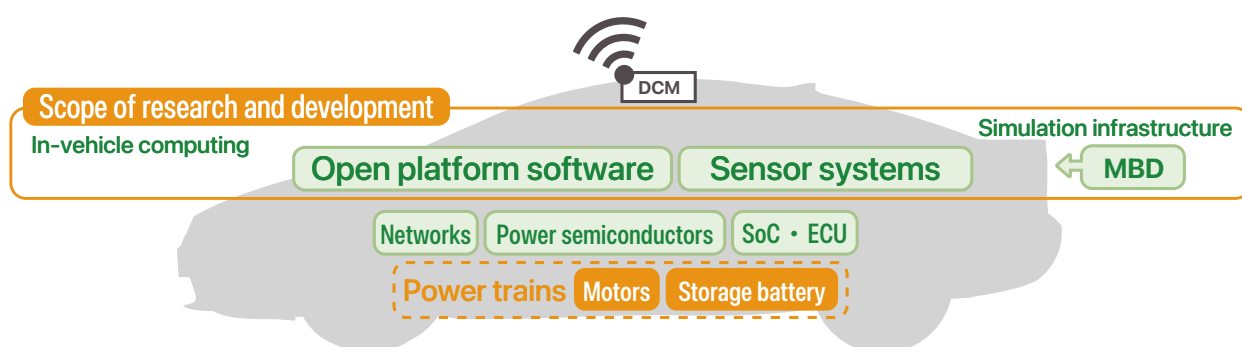 DCM
Scope of research and development
In-vehicle computing
Simulation infrastructure
Open platform software
Sensor systems
MBD
Networks
Power semiconductors
SoC・ECU
Power trains
Motors
Storage battery